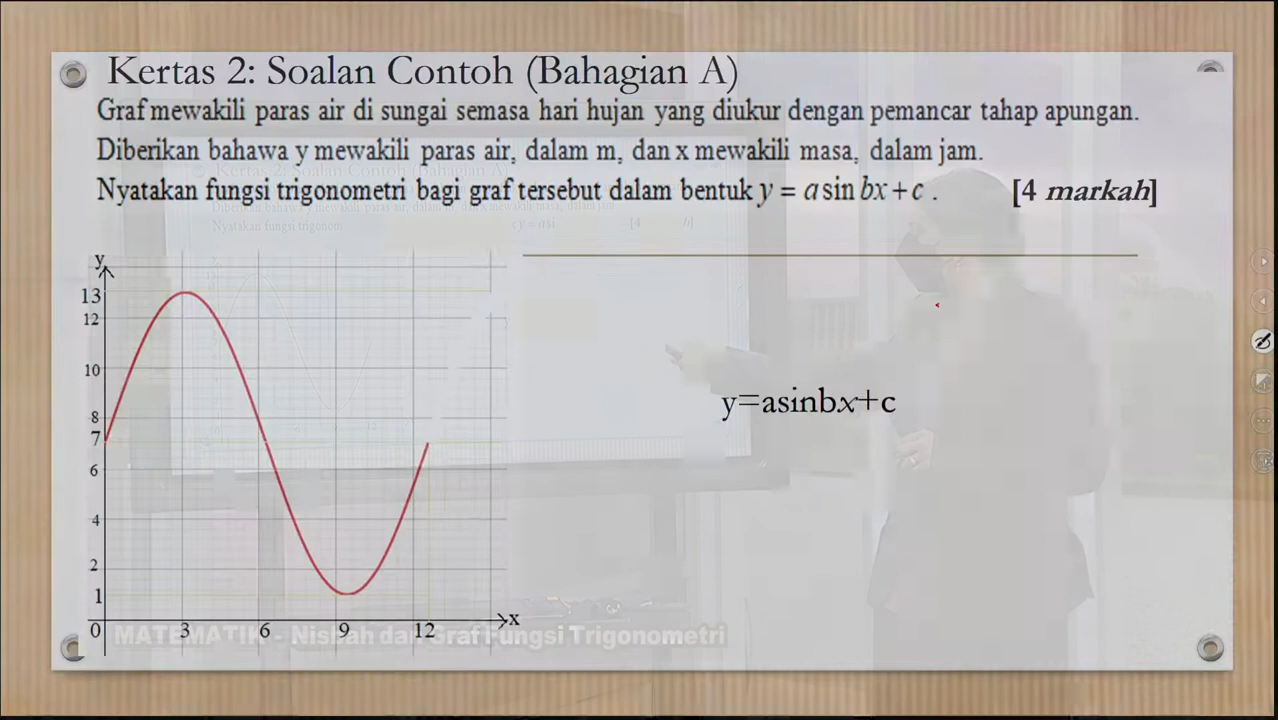 Kertas 2: Soalan Contoh (Bahagian A)
Graf mewakili paras air di sungai semasa hari hujan yang diukur dengan pemancar tahap apungan.
Diberikan bahawa y mewakili paras air, dalam m, dan x mewakili masa, dalam jam.
Nyatakan fungsi trigonometri bagi graf tersebut dalam bentuk y = a sin bx + c . [4 markah]
y
13
12
10
8
7
6
4
2
1
0 3 6 9 12 x
y=asinbx+c
MATEMATIK - Nisbah dan Graf Fungsi Trigonometri